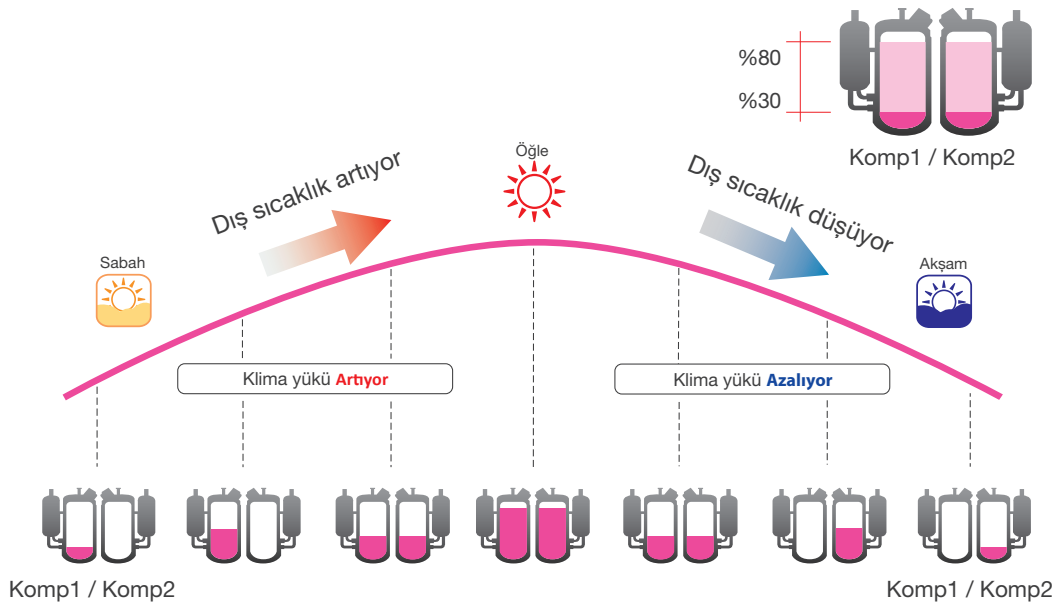 %80
%30
Komp1 / Komp2
Öğle
Dış sıcaklık artıyor
Dış sıcaklık düşüyor
Sabah
Akşam
Klima yükü Artıyor
Klima yükü Azalıyor
Komp1 / Komp2
Komp1 / Komp2